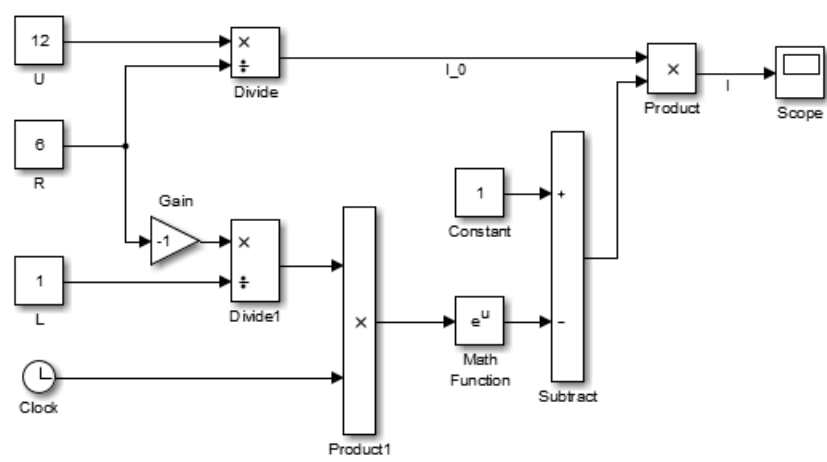 12
U
×
÷
Divide
I_0
×
Product
I
Scope
6
R
Gain
-1
×
÷
Divide1
1
Constant
+
−
Subtract
1
L
×
Product1
e^u
Math
Function
Clock